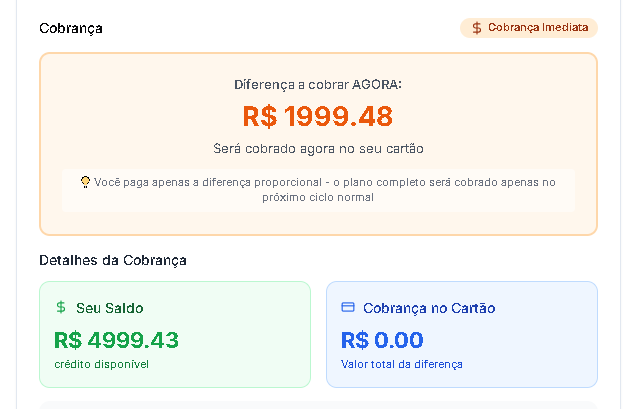 Cobrança
Cobrança Imediata
Diferença a cobrar AGORA:
R$ 1999.48
Será cobrado agora no seu cartão
Você paga apenas a diferença proporcional - o plano completo será cobrado apenas no
próximo ciclo normal
Detalhes da Cobrança
Seu Saldo
R$ 4999.43
crédito disponível
Cobrança no Cartão
R$ 0.00
Valor total da diferença